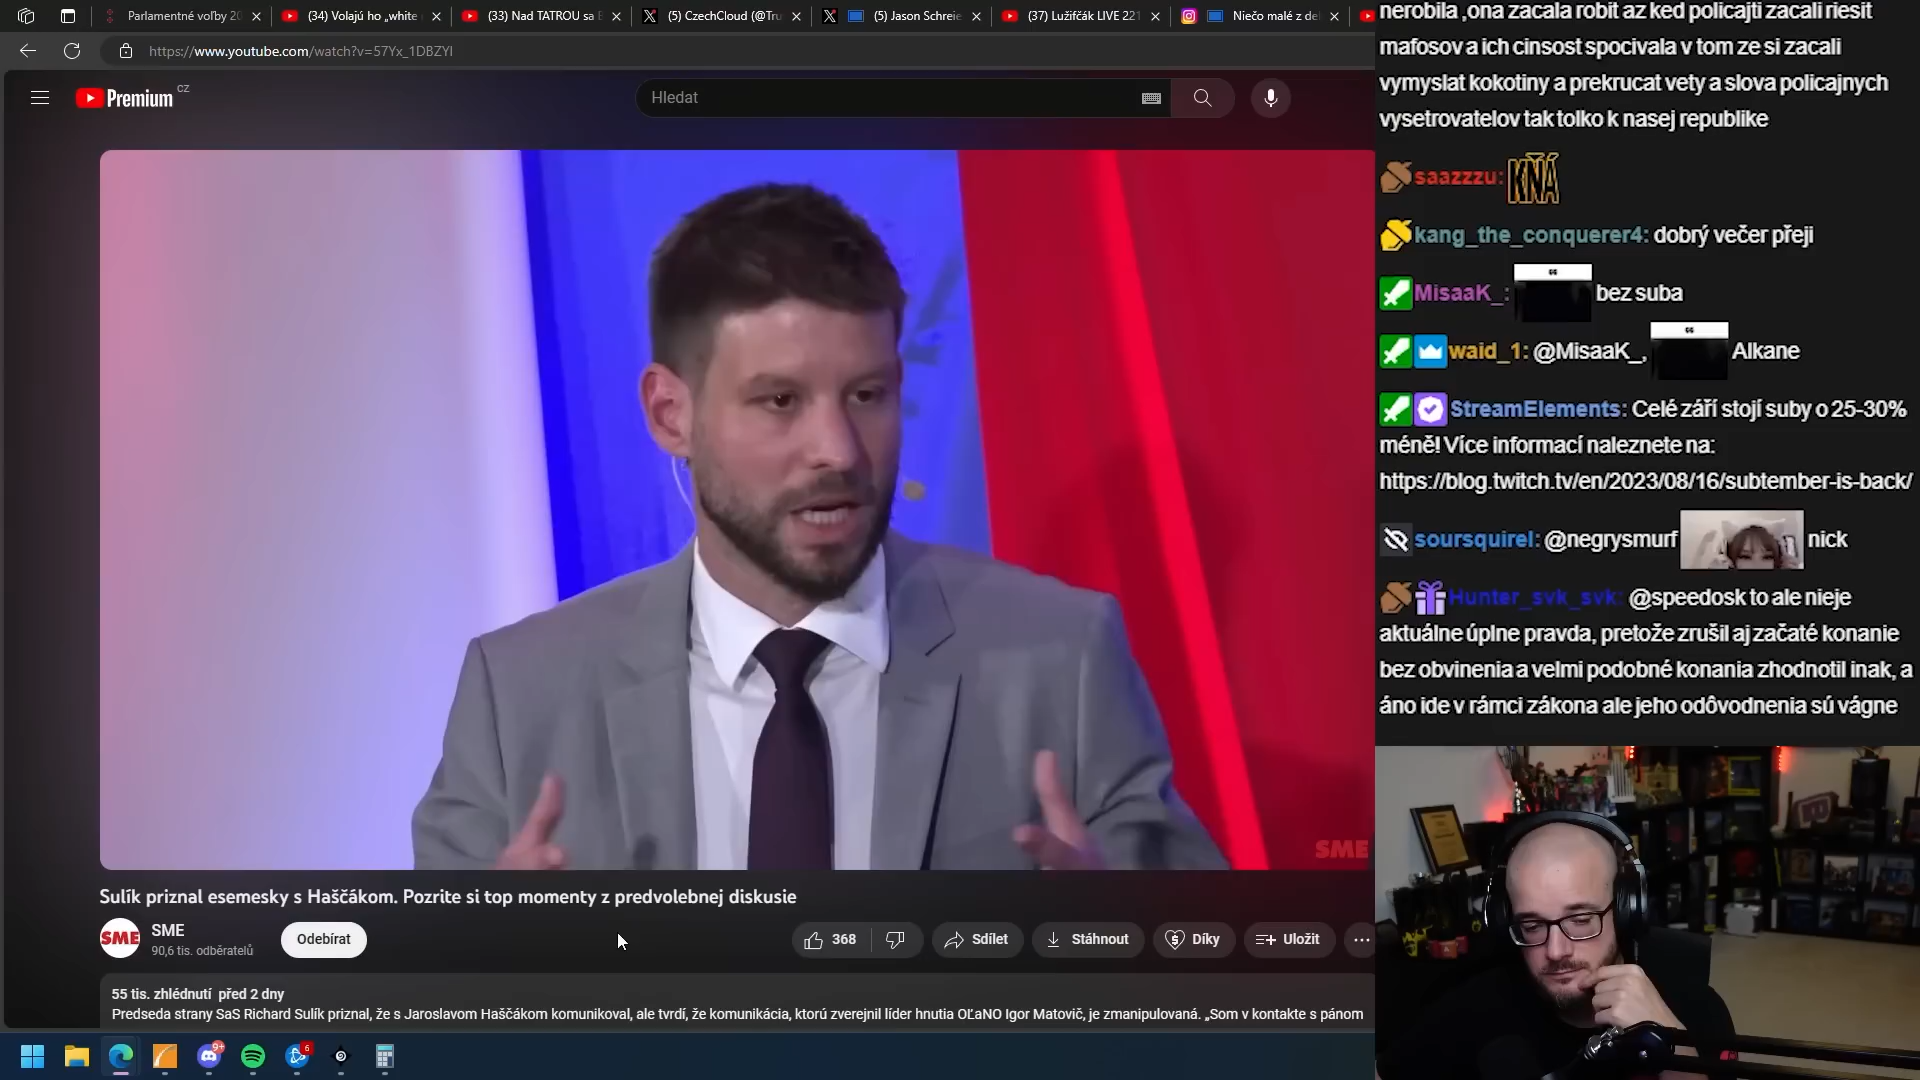 Parlamentné voľby 20
(34) Volajú ho „white
(33) Nad TATROU sa
(5) CzechCloud (@Tru
(5) Jason Schreie
(37) Lužifčák LIVE 221
Niečo malé z de
https://www.youtube.com/watch?v=57Yx_1DBZYI
Premium CZ
Hledat
SME
Sulík priznal esemesky s Haščákom. Pozrite si top momenty z predvolebnej diskusie
SME
SME
90,6 tis. odběratelů
Odebírat
368
Sdílet
Stáhnout
Díky
Uložit
55 tis. zhlédnutí před 2 dny
Predseda strany SaS Richard Sulík priznal, že s Jaroslavom Haščákom komunikoval, ale tvrdí, že komunikácia, ktorú zverejnil líder hnutia OĽaNO Igor Matovič, je zmanipulovaná. „Som v kontakte s pánom
9+
6
nerobila ,ona zacala robit az ked policajti zacali riesit
mafosov a ich cinsost spocivala v tom ze si zacali
vymyslat kokotiny a prekrucat vety a slova policajnych
vysetrovatelov tak tolko k nasej republike
saazzzu: KŇÁ
kang_the_conquerer4: dobrý večer přeji
MisaaK_: bez suba
waid_1: @MisaaK_, Alkane
StreamElements: Celé září stojí suby o 25-30%
méně! Více informací naleznete na:
https://blog.twitch.tv/en/2023/08/16/subtember-is-back/
soursquirel: @negrysmurf nick
Hunter_svk_svk: @speedosk to ale nieje
aktuálne úplne pravda, pretože zrušil aj začaté konanie
bez obvinenia a velmi podobné konania zhodnotil inak, a
áno ide v rámci zákona ale jeho odôvodnenia sú vágne